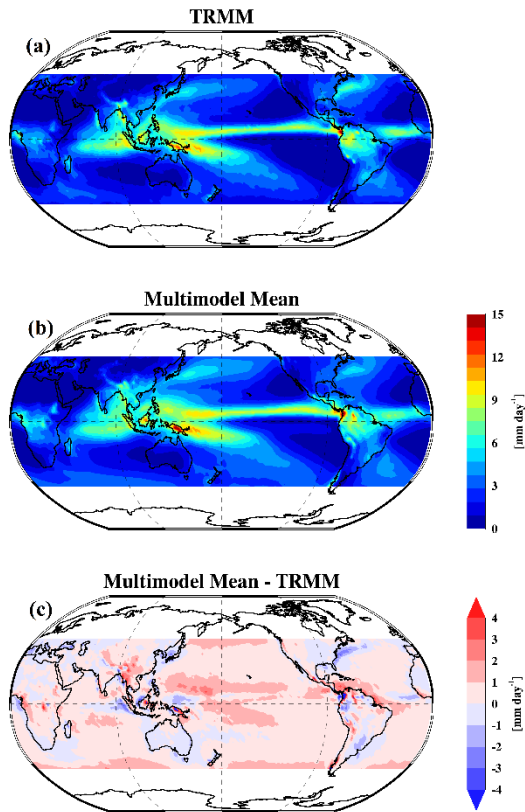 TRMM
(a)
Multimodel Mean
(b)
15
12
9
6
3
0
[mm day⁻¹]
Multimodel Mean - TRMM
(c)
4
3
2
1
0
-1
-2
-3
-4
[mm day⁻¹]